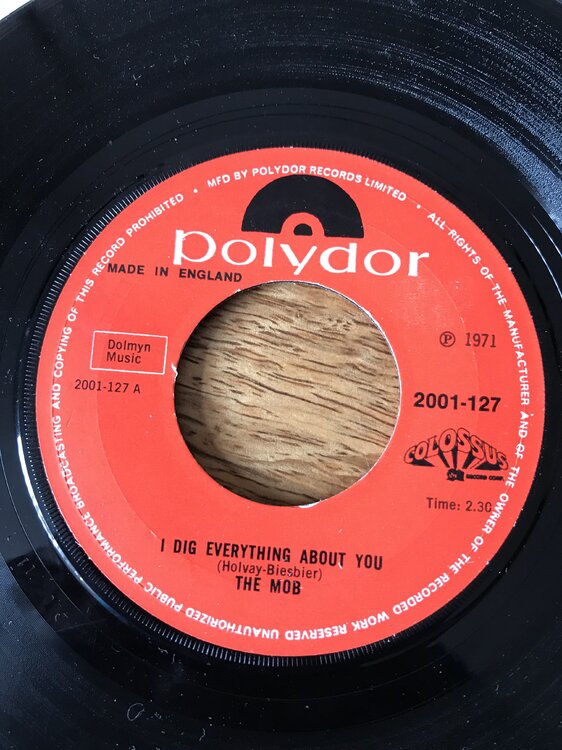 UNAUTHORIZED PUBLIC PERFORMANCE BROADCASTING AND COPYING OF THIS RECORD PROHIBITED • MFD BY POLYDOR RECORDS LIMITED • ALL RIGHTS OF THE MANUFACTURER AND OF THE OWNER OF THE RECORDED WORK RESERVED
polydor
MADE IN ENGLAND
Dolmyn
Music
2001-127 A
℗ 1971
2001-127
COLOSSUS
RECORD CORP.
Time: 2.30
I DIG EVERYTHING ABOUT YOU
(Holvay-Biesbier)
THE MOB